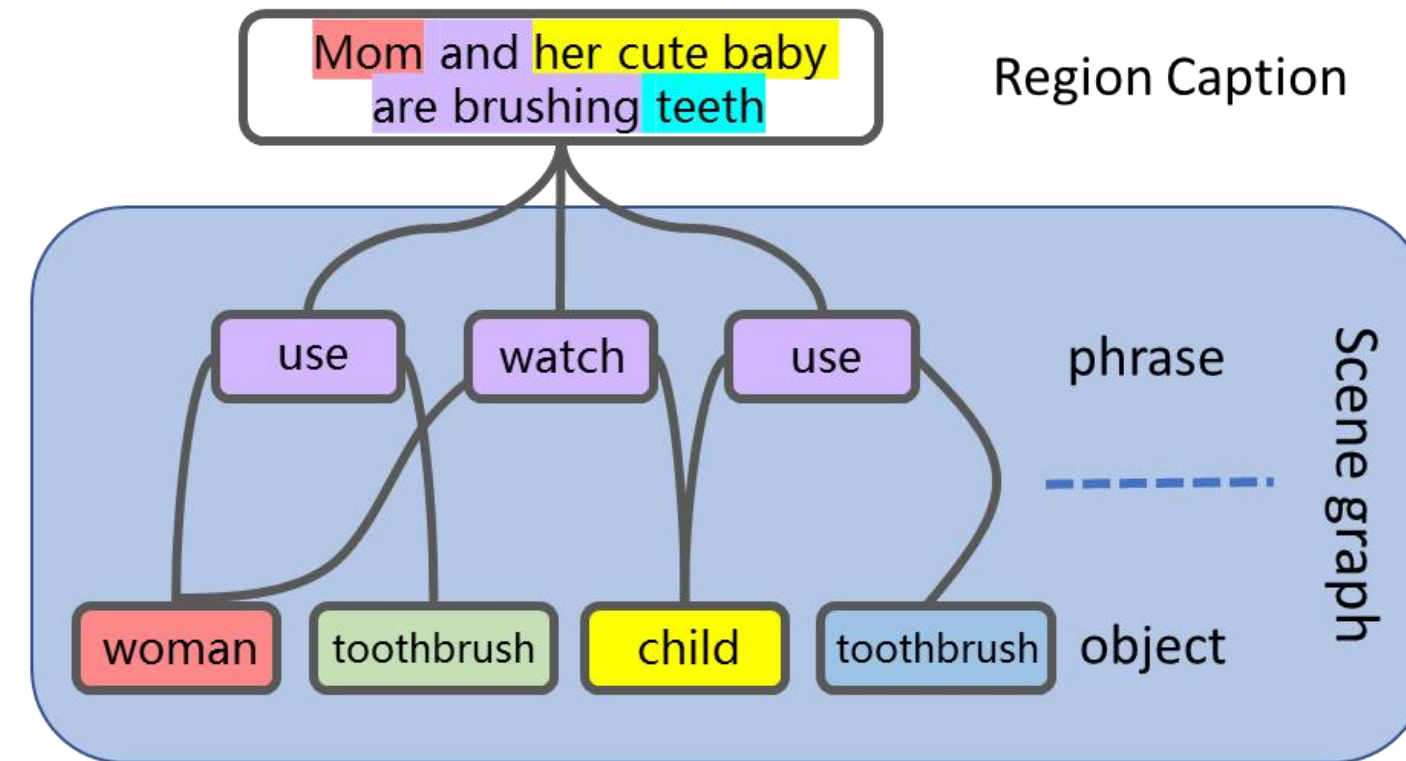 Mom and her cute baby
are brushing teeth
Region Caption
use
watch
use
phrase
Scene graph
woman
toothbrush
child
toothbrush
object